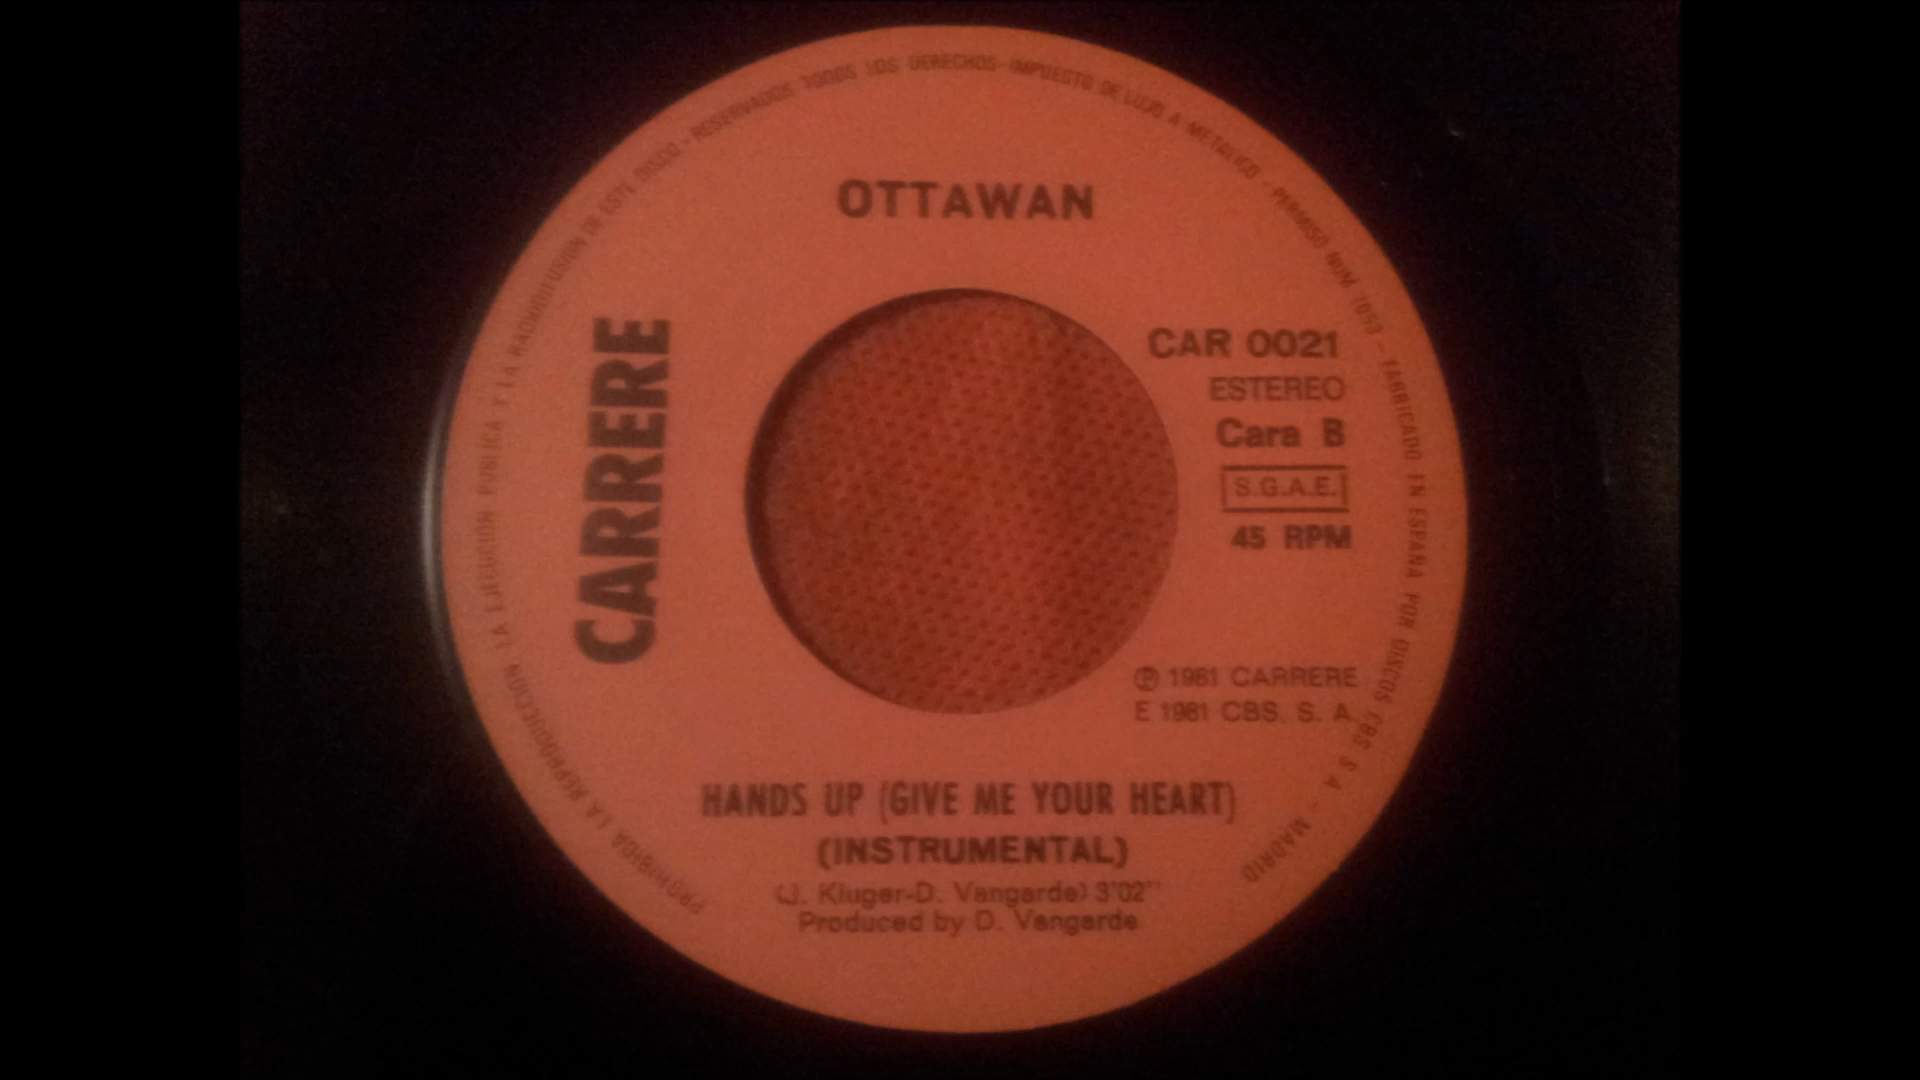 PROHIBIDA LA REPRODUCCION LA EJECUCION PUBLICA Y LA RADIODIFUSION DE ESTE DISCO - RESERVADOS TODOS LOS DERECHOS - IMPUESTO DE LUJO A METALICO - PERMISO NUM 1053 - FABRICADO EN ESPAÑA POR DISCOS CBS S A - MADRID
OTTAWAN
CARRERE
CAR 0021
ESTEREO
Cara B
S.G.A.E.
45 RPM
Ⓟ 1981 CARRERE
E 1981 CBS. S. A.
HANDS UP (GIVE ME YOUR HEART)
(INSTRUMENTAL)
(J. Kluger-D. Vangarde) 3'02''
Produced by D. Vangarde